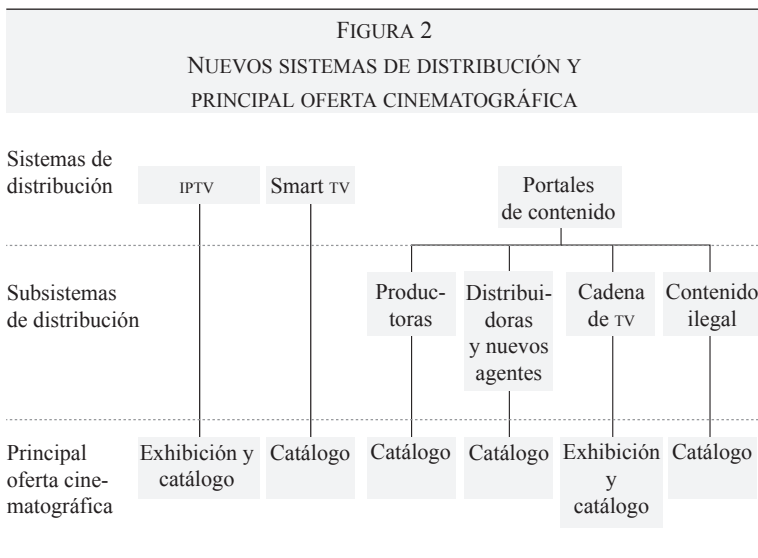 FIGURA 2
NUEVOS SISTEMAS DE DISTRIBUCIÓN Y
PRINCIPAL OFERTA CINEMATOGRÁFICA
Sistemas de
distribución
IPTV
Smart TV
Portales
de contenido
Subsistemas
de distribución
Produc-
toras
Distribui-
doras
y nuevos
agentes
Cadena
de TV
Contenido
ilegal
Principal
oferta cine-
matográfica
Exhibición y
catálogo
Catálogo
Catálogo
Catálogo
Exhibición
y
catálogo
Catálogo